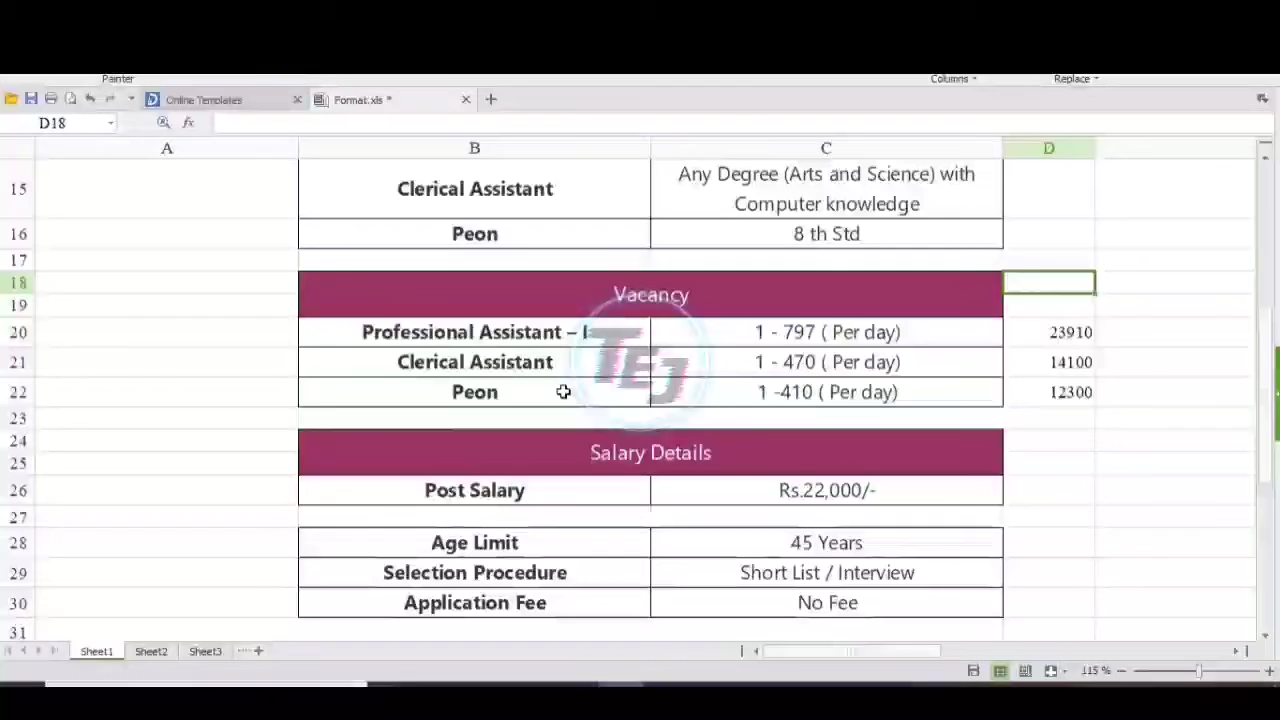 Painter Columns Replace
Online Templates Format.xls *
D18 fx
A B C D
15 Clerical Assistant Any Degree (Arts and Science) with
Computer knowledge
16 Peon 8 th Std
17
18
Vacancy
19
20 Professional Assistant – I 1 - 797 ( Per day) 23910
21 Clerical Assistant 1 - 470 ( Per day) 14100
22 Peon 1 -410 ( Per day) 12300
23
24
Salary Details
25
26 Post Salary Rs.22,000/-
27
28 Age Limit 45 Years
29 Selection Procedure Short List / Interview
30 Application Fee No Fee
31
TEJ
Sheet1 Sheet2 Sheet3
115 %